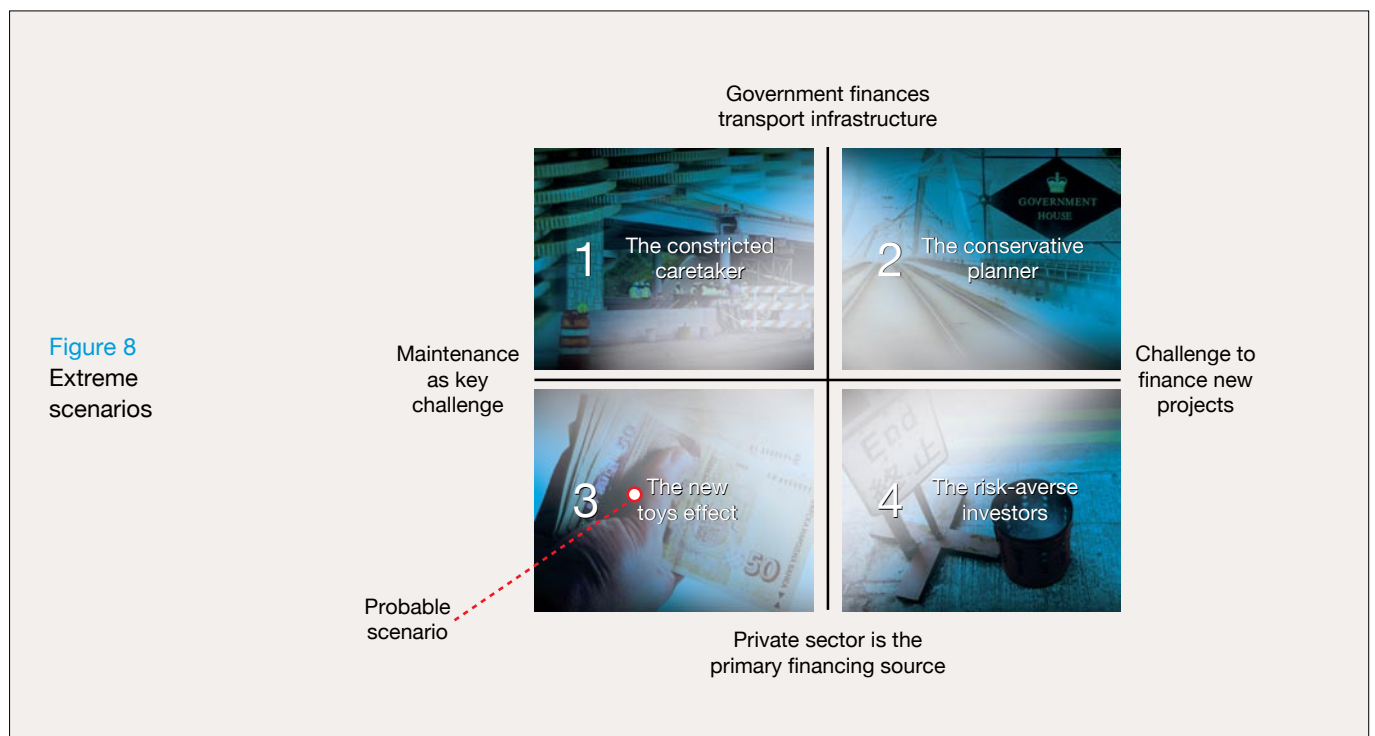 Government finances
transport infrastructure
GOVERNMENT
HOUSE
1
The constricted
caretaker
2
The conservative
planner
Figure 8
Extreme
scenarios
Maintenance
as key
challenge
Challenge to
finance new
projects
End
終止
3
The new
toys effect
50
4
The risk-averse
investors
Probable
scenario
Private sector is the
primary financing source